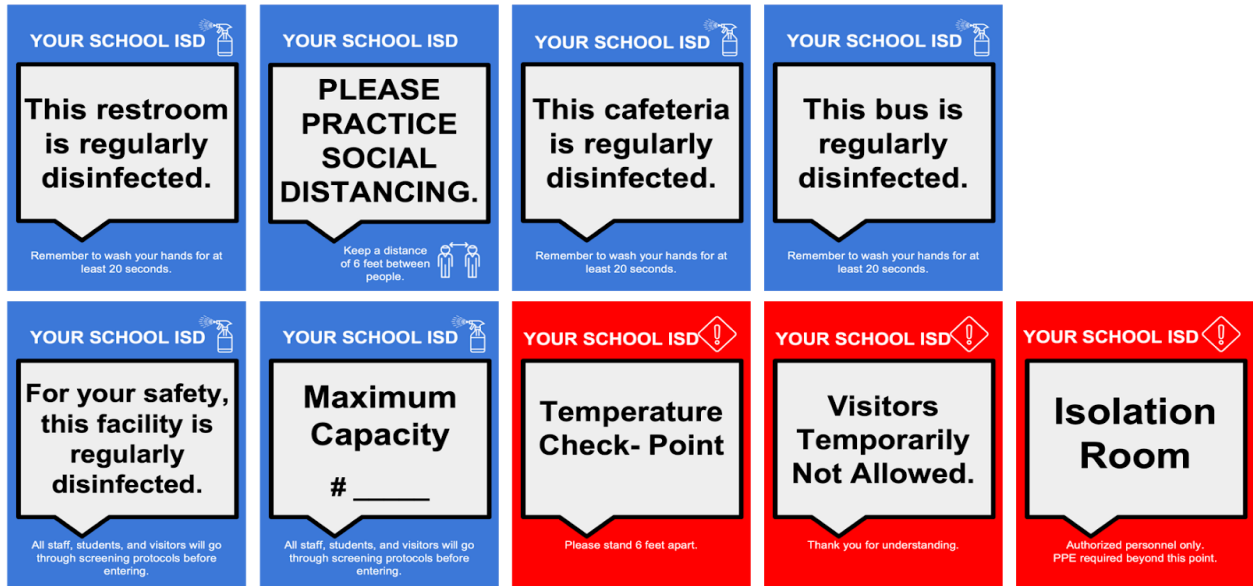 YOUR SCHOOL ISD
This restroom
is regularly
disinfected.
Remember to wash your hands for at
least 20 seconds.
YOUR SCHOOL ISD
PLEASE
PRACTICE
SOCIAL
DISTANCING.
Keep a distance
of 6 feet between
people.
YOUR SCHOOL ISD
This cafeteria
is regularly
disinfected.
Remember to wash your hands for at
least 20 seconds.
YOUR SCHOOL ISD
This bus is
regularly
disinfected.
Remember to wash your hands for at
least 20 seconds.
YOUR SCHOOL ISD
For your safety,
this facility is
regularly
disinfected.
All staff, students, and visitors will go
through screening protocols before
entering.
YOUR SCHOOL ISD
Maximum
Capacity
# _____
All staff, students, and visitors will go
through screening protocols before
entering.
YOUR SCHOOL ISD
Temperature
Check- Point
Please stand 6 feet apart.
YOUR SCHOOL ISD
Visitors
Temporarily
Not Allowed.
Thank you for understanding.
YOUR SCHOOL ISD
Isolation
Room
Authorized personnel only.
PPE required beyond this point.